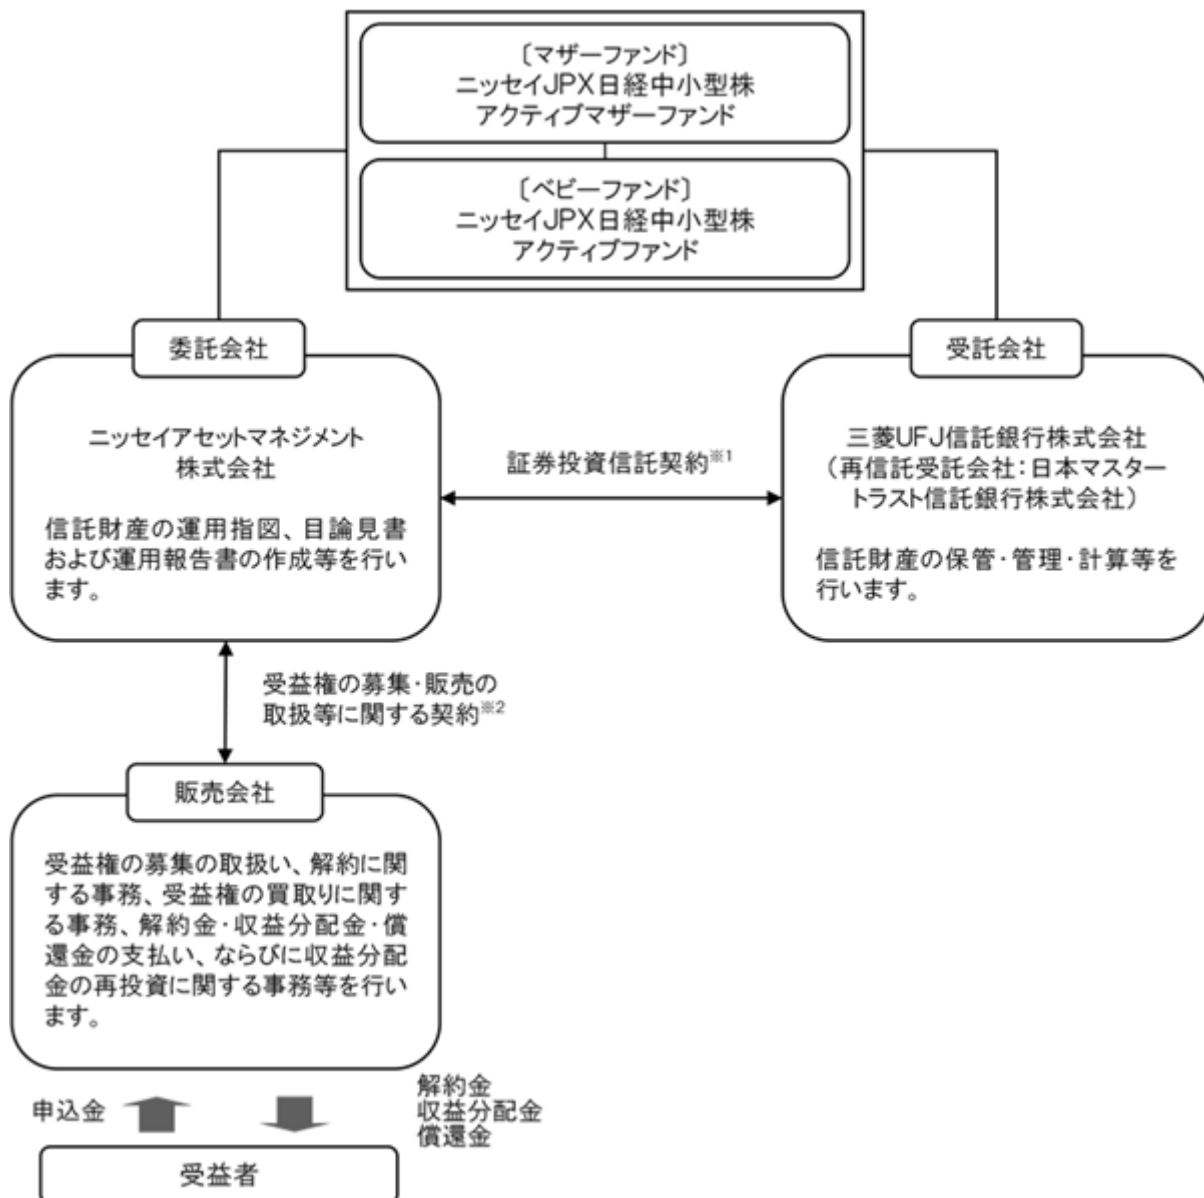 〔マザーファンド〕
ニッセイJPX日経中小型株
アクティブマザーファンド
〔ベビーファンド〕
ニッセイJPX日経中小型株
アクティブファンド
委託会社
ニッセイアセットマネジメント
株式会社
信託財産の運用指図、目論見書
および運用報告書の作成等を行い
ます。
証券投資信託契約※1
受託会社
三菱UFJ信託銀行株式会社
（再信託受託会社：日本マスター
トラスト信託銀行株式会社）
信託財産の保管・管理・計算等を
行います。
受益権の募集・販売の
取扱等に関する契約※2
販売会社
受益権の募集の取扱い、解約に関
する事務、受益権の買取りに関す
る事務、解約金・収益分配金・償
還金の支払い、ならびに収益分配
金の再投資に関する事務等を行い
ます。
申込金
解約金
収益分配金
償還金
受益者